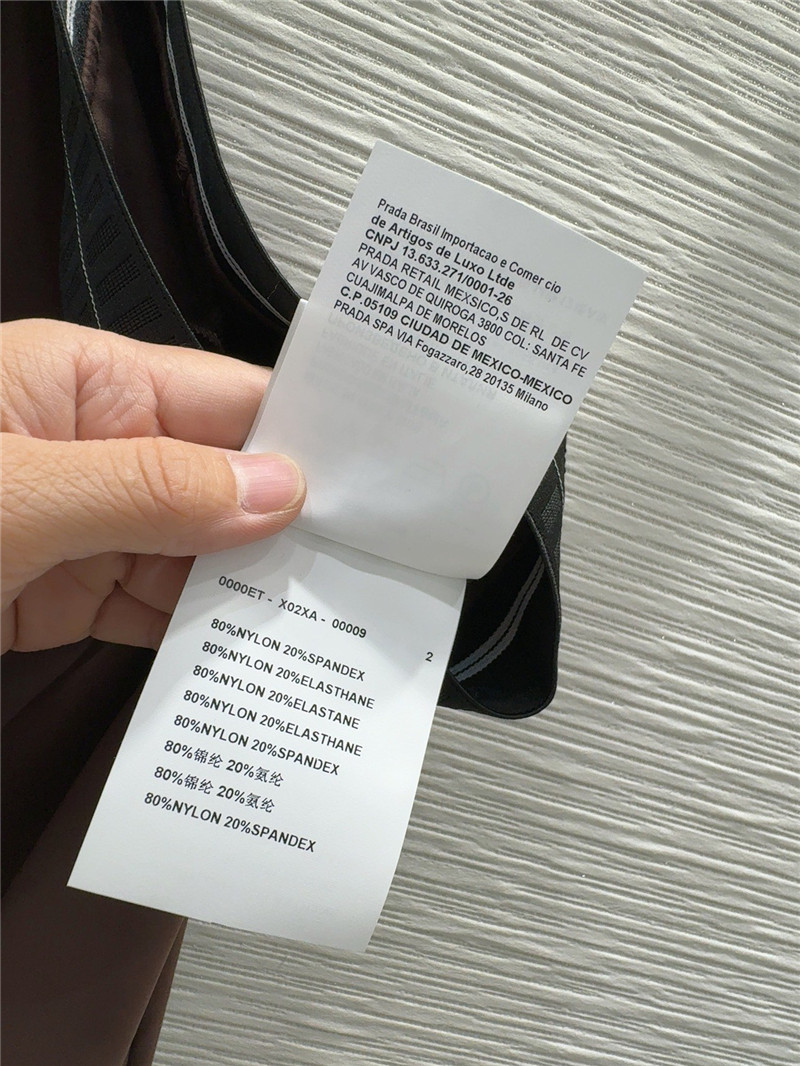 Prada Brasil Importacao e Comer cio
de Artigos de Luxo Ltde
CNPJ 13.633.271/0001-26
PRADA RETAIL MEXSICO S DE RL DE CV
AV VASCO DE QUIROGA 3800 COL: SANTA FE
CUAJIMALPA DE MORELOS
C.P.05109 CIUDAD DE MEXICO-MEXICO
PRADA SPA VIA Fogazzaro,28 20135 Milano
0000ET - X02XA - 00009
2
80%NYLON 20%SPANDEX
80%NYLON 20%ELASTHANE
80%NYLON 20%ELASTANE
80%NYLON 20%ELASTHANE
80%NYLON 20%SPANDEX
80%锦纶 20%氨纶
80%锦纶 20%氨纶
80%NYLON 20%SPANDEX